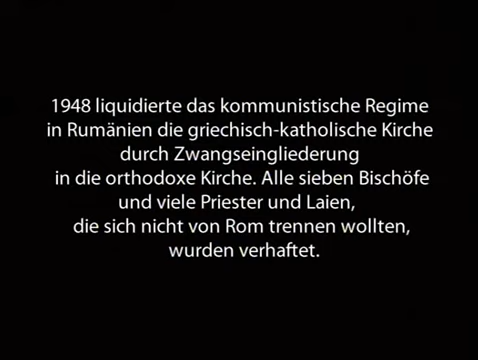 1948 liquidierte das kommunistische Regime
in Rumänien die griechisch-katholische Kirche
durch Zwangseingliederung
in die orthodoxe Kirche. Alle sieben Bischöfe
und viele Priester und Laien,
die sich nicht von Rom trennen wollten,
wurden verhaftet.